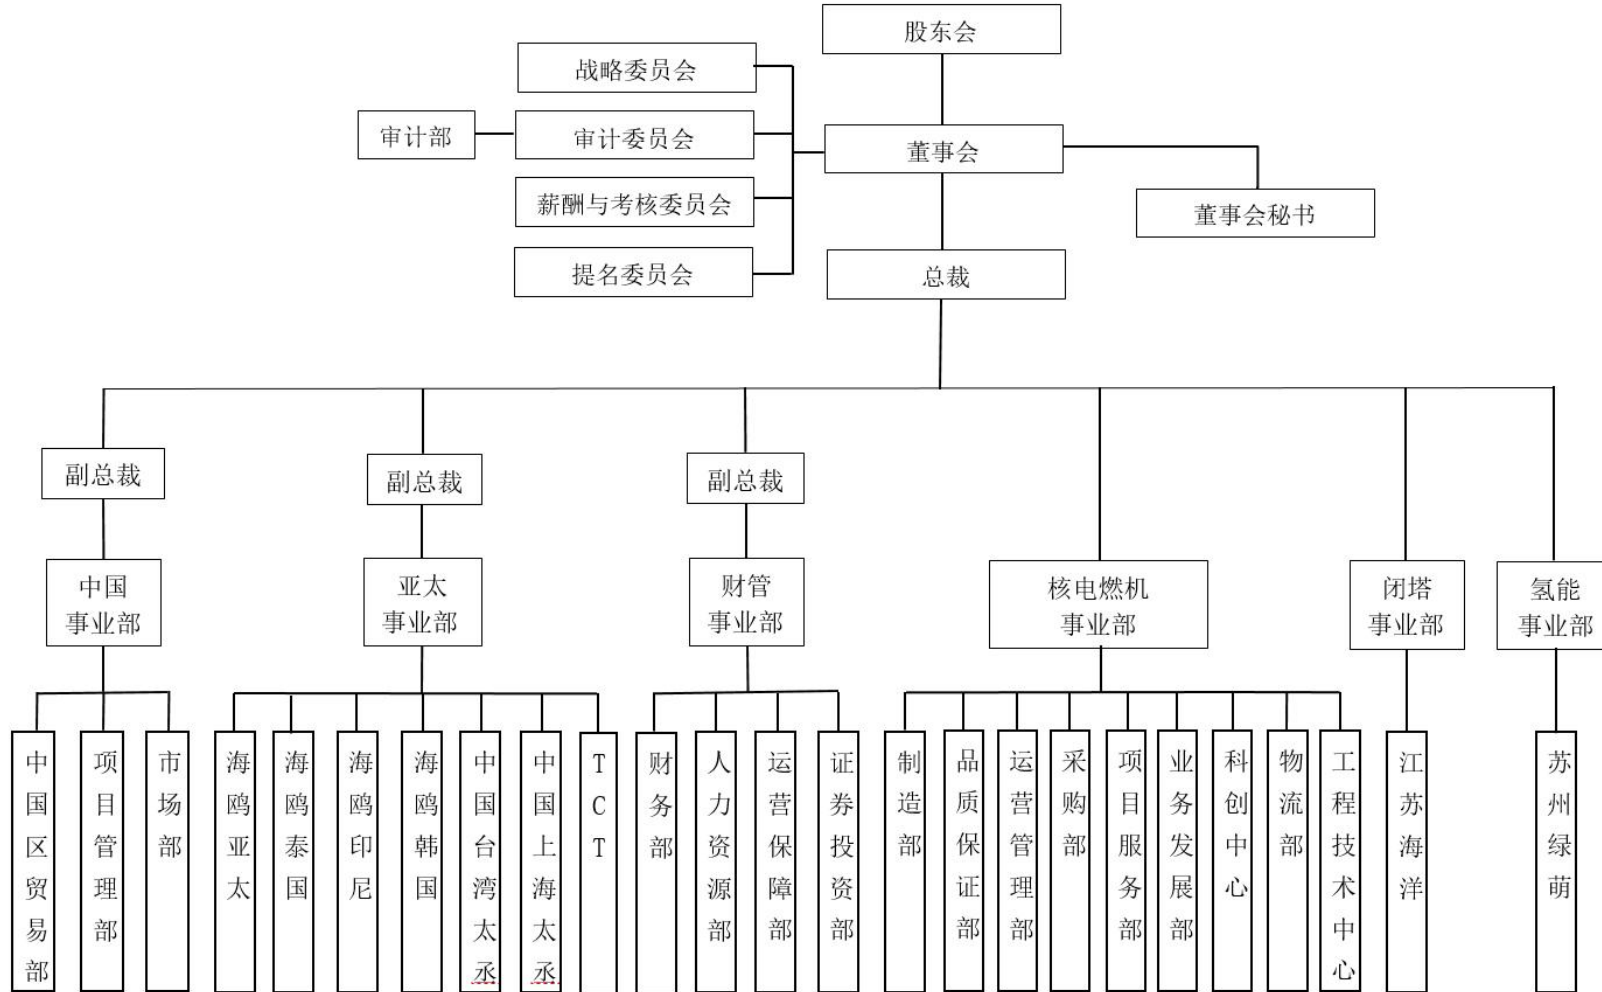 股东会
战略委员会
审计部
审计委员会
董事会
薪酬与考核委员会
董事会秘书
提名委员会
总裁
副总裁
副总裁
副总裁
中国
事业部
亚太
事业部
财管
事业部
核电燃机
事业部
闭塔
事业部
氢能
事业部
中国区贸易部
项目管理部
市场部
海鸥亚太
海鸥泰国
海鸥印尼
海鸥韩国
中国台湾太丞
中国上海太丞
TCT
财务部
人力资源部
运营保障部
证券投资部
制造部
品质保证部
运营管理部
采购部
项目服务部
业务发展部
科创中心
物流部
工程技术中心
江苏海洋
苏州绿萌